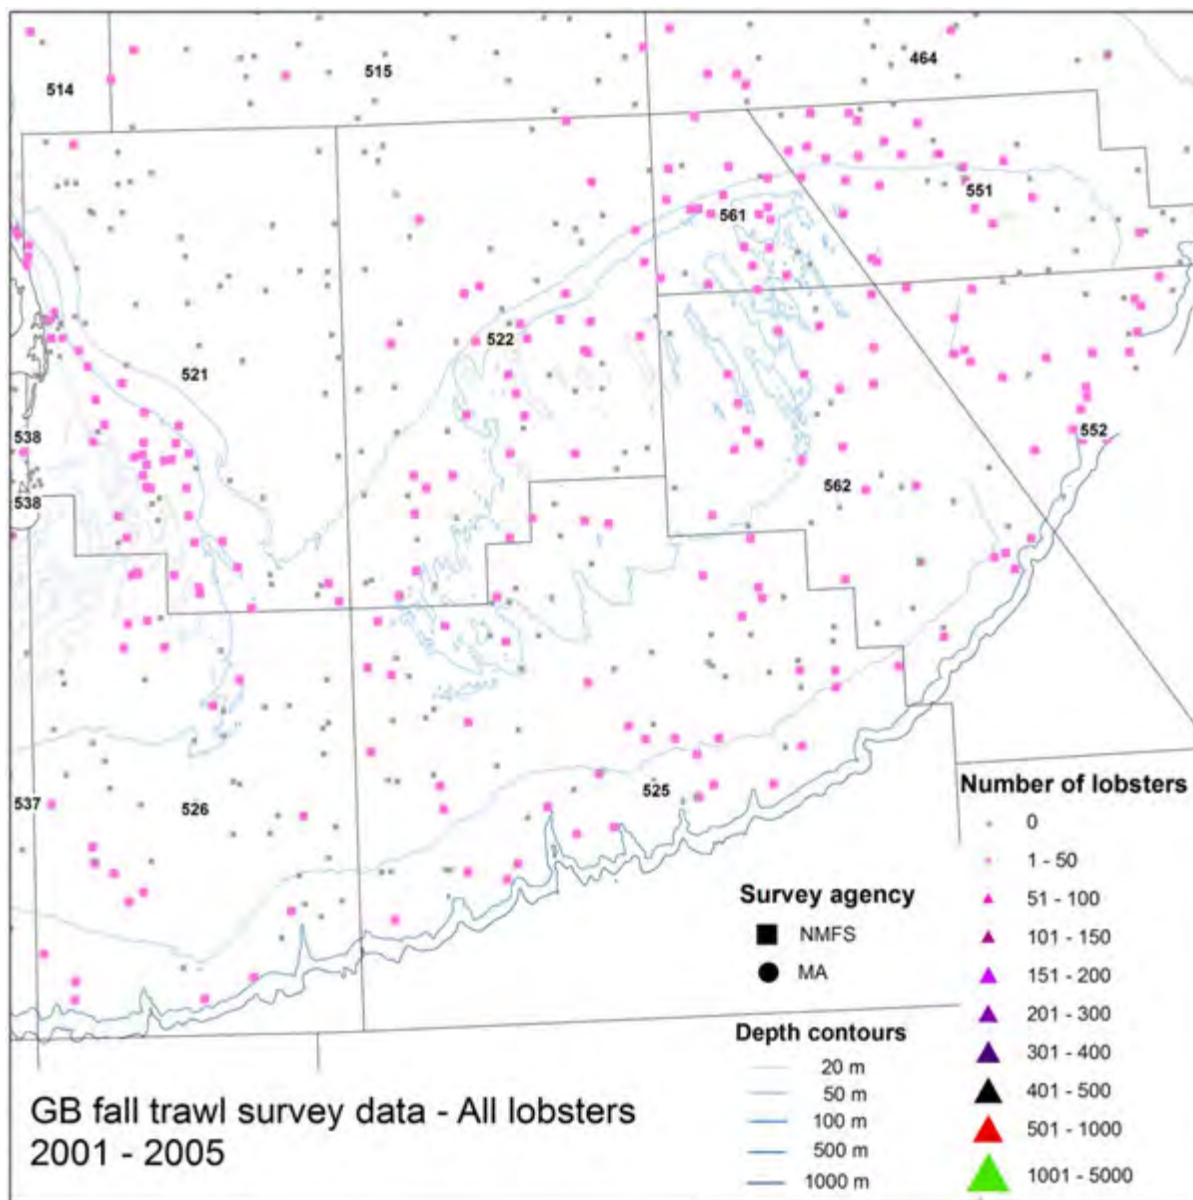 514
515
464
551
561
522
521
538
552
538
562
537
526
525
Number of lobsters
0
1 - 50
51 - 100
101 - 150
151 - 200
201 - 300
301 - 400
401 - 500
501 - 1000
1001 - 5000
Survey agency
NMFS
MA
Depth contours
20 m
50 m
100 m
500 m
1000 m
GB fall trawl survey data - All lobsters
2001 - 2005